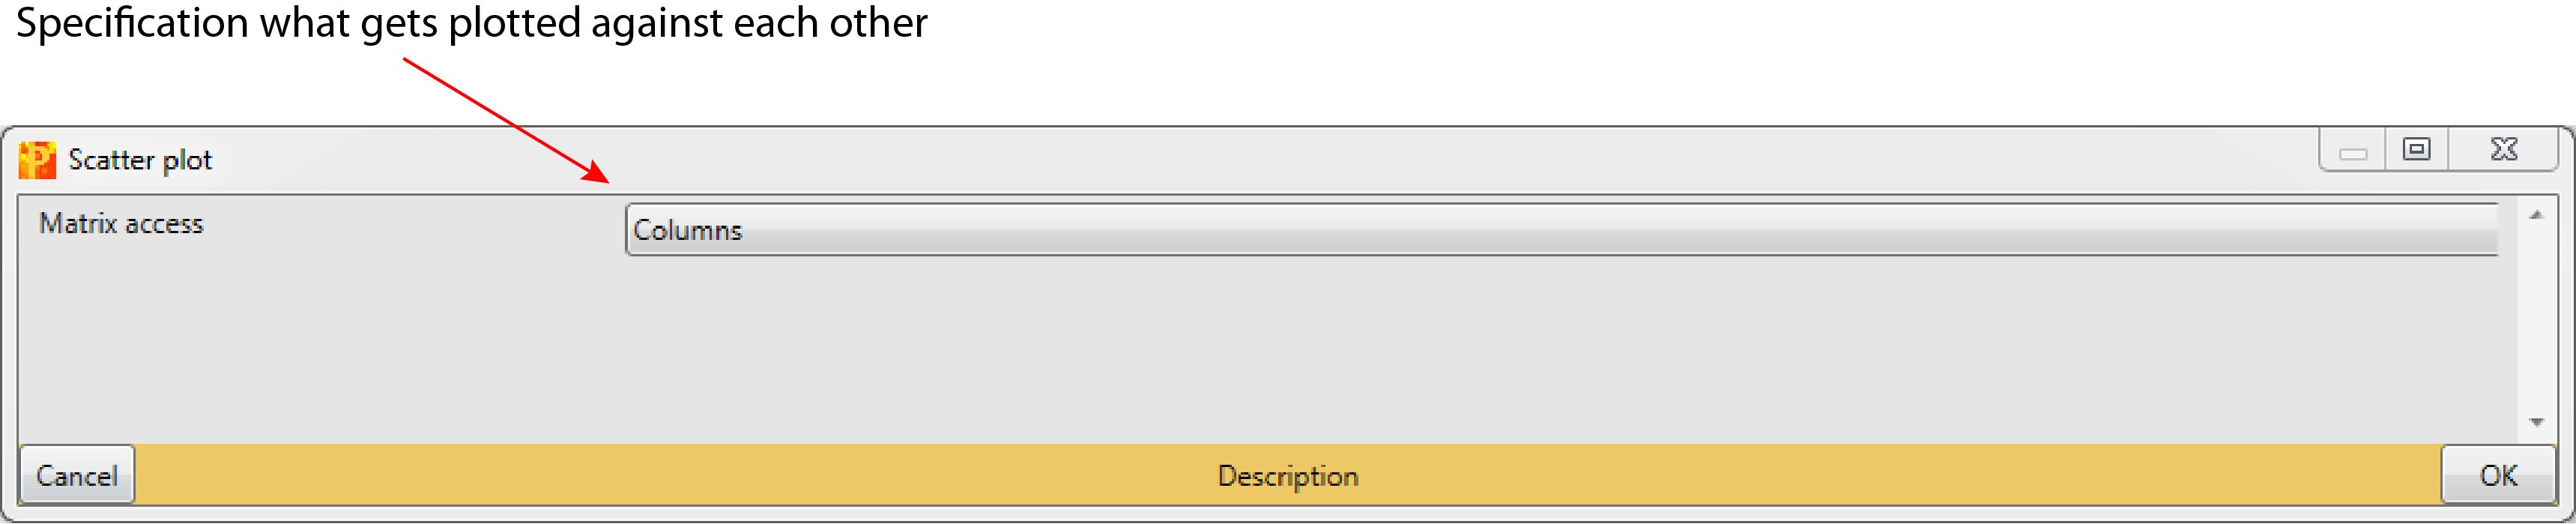 Specification what gets plotted against each other
Scatter plot
Matrix access
Columns
Cancel
Description
OK